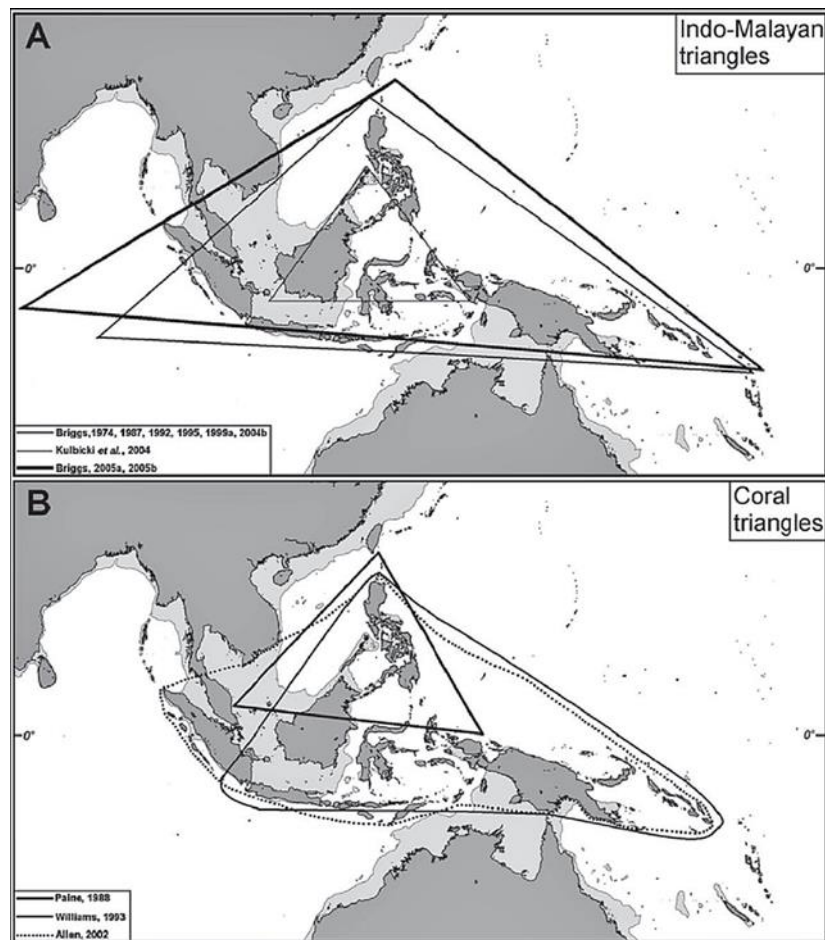 A
Indo-Malayan
triangles
0°
0°
Briggs,1974, 1987, 1992, 1995, 1999a, 2004b
Kulbicki et al., 2004
Briggs, 2005a, 2005b
B
Coral
triangles
0°
0°
Paine, 1988
Williams, 1993
Allen, 2002